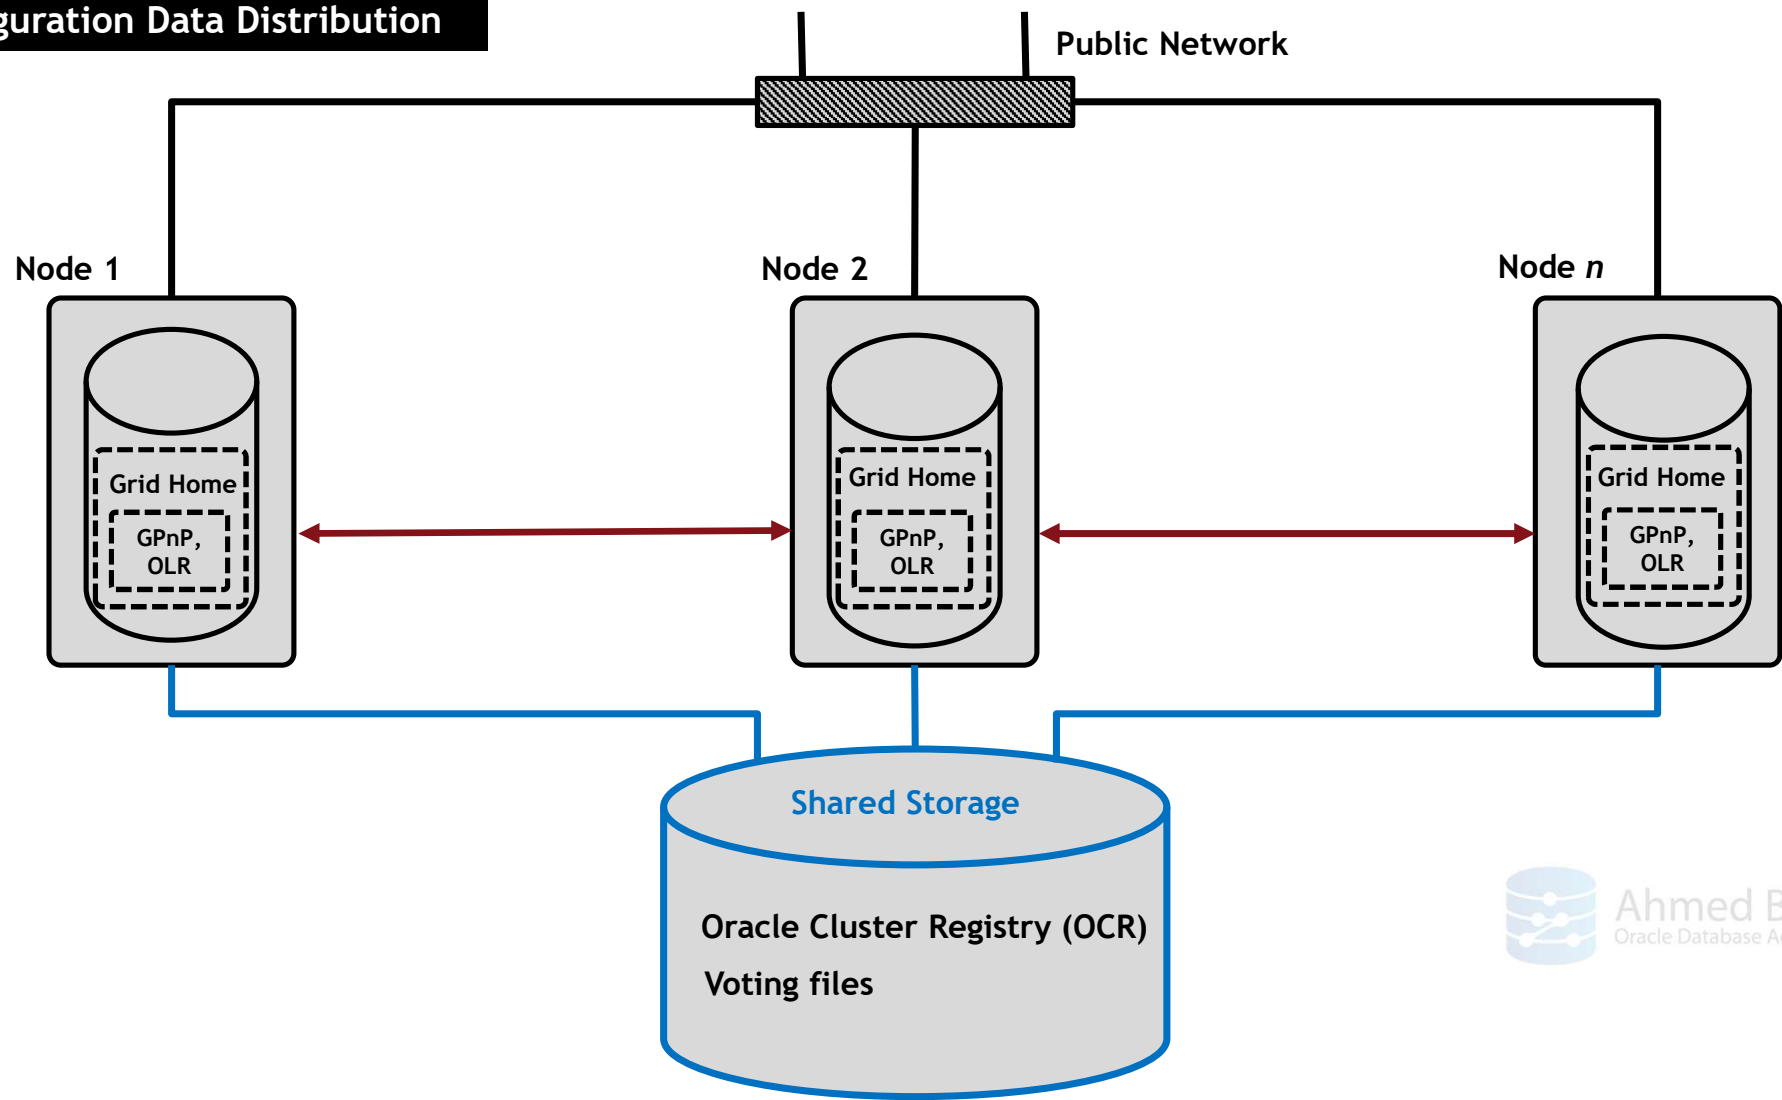 Data Distribution
Public Network
Node 1
Node 2
Node n
Grid Home
GPnP,
OLR
Grid Home
GPnP,
OLR
Grid Home
GPnP,
OLR
Shared Storage
Oracle Cluster Registry (OCR)
Voting files
Ahmed
Oracle Database